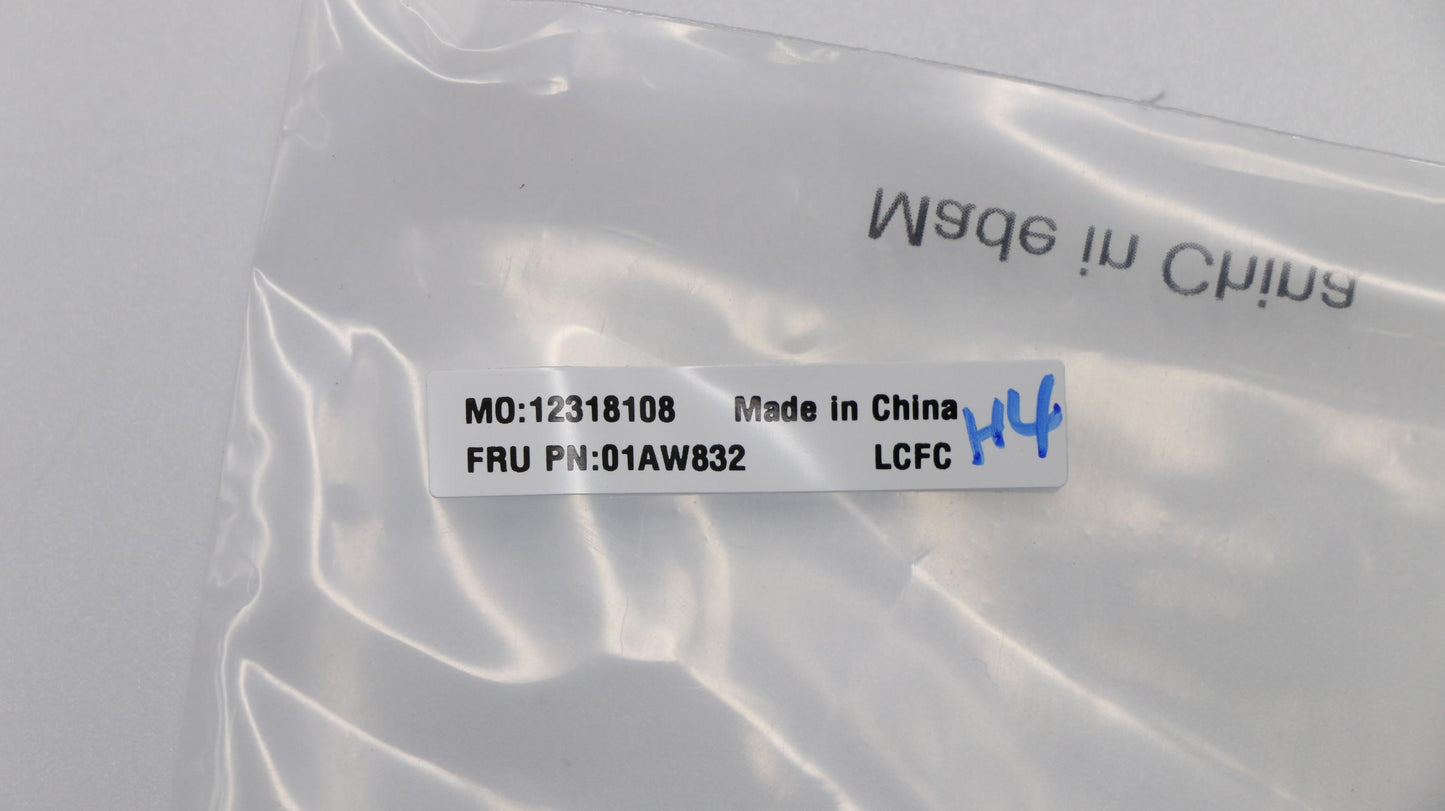 Made in China
MO:12318108 Made in China
FRU PN:01AW832 LCFC
H4